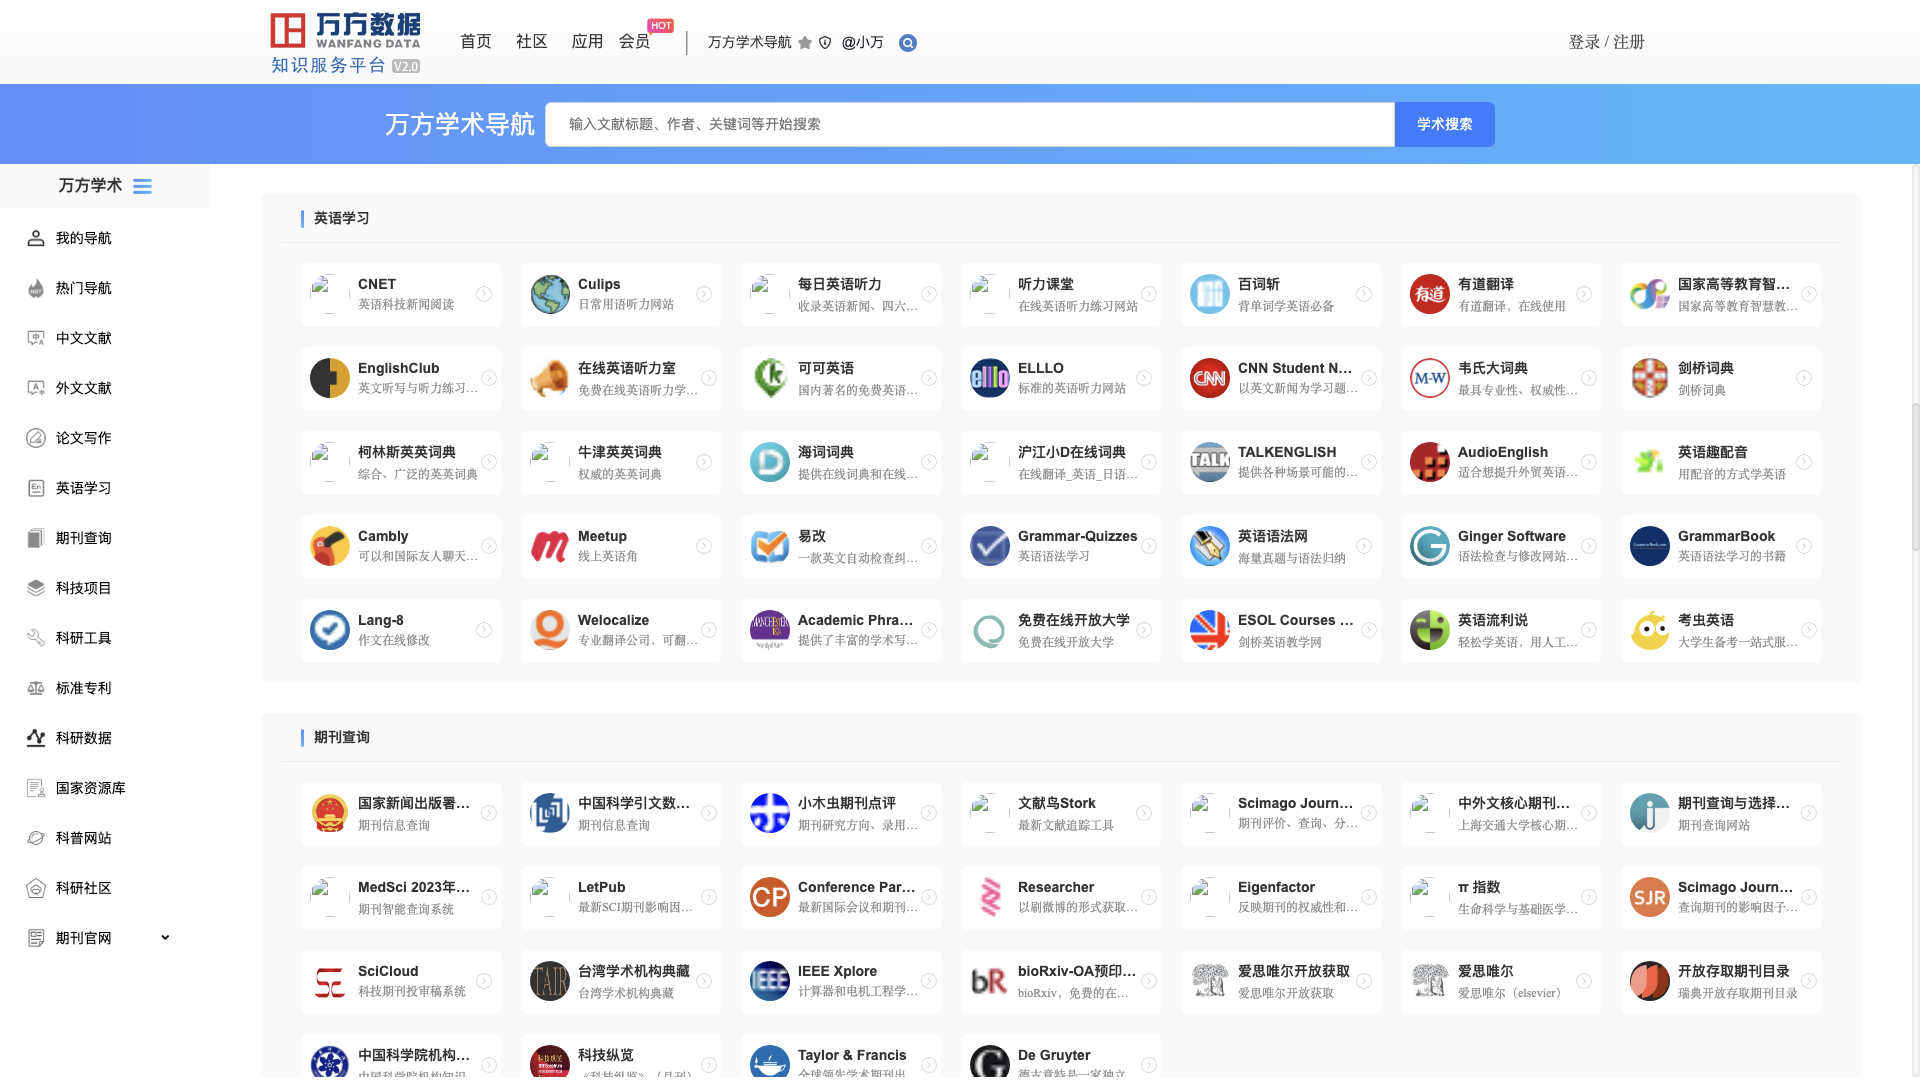 万方数据
WANFANG DATA
知识服务平台 V2.0
首页 社区 应用 会员 HOT 万方学术导航 @小万
登录 / 注册
万方学术导航 输入文献标题、作者、关键词等开始搜索 学术搜索
万方学术
我的导航
热门导航
中文文献
外文文献
论文写作
英语学习
期刊查询
科技项目
科研工具
标准专利
科研数据
国家资源库
科普网站
科研社区
期刊官网
英语学习
CNET
英语科技新闻阅读
Culips
日常用语听力网站
每日英语听力
收录英语新闻、四六...
听力课堂
在线英语听力练习网站
百词斩
背单词学英语必备
有道
有道翻译
有道翻译，在线使用
国家高等教育智...
国家高等教育智慧教...
EnglishClub
英文听写与听力练习...
在线英语听力室
免费在线英语听力学...
可可英语
国内著名的免费英语...
elllo
ELLLO
标准的英语听力网站
CNN
CNN Student N...
以英文新闻为学习题...
M-W
韦氏大词典
最具专业性、权威性...
剑桥词典
剑桥词典
柯林斯英英词典
综合、广泛的英英词典
牛津英英词典
权威的英英词典
海词词典
提供在线词典和在线...
沪江小D在线词典
在线翻译_英语_日语...
TALK
TALKENGLISH
提供各种场景可能的...
AudioEnglish
适合想提升外贸英语...
英语趣配音
用配音的方式学英语
Cambly
可以和国际友人聊天...
Meetup
线上英语角
易改
一款英文自动检查纠...
Grammar-Quizzes
英语语法学习
英语语法网
海量真题与语法归纳
Ginger Software
语法检查与修改网站...
GrammarBook
英语语法学习的书籍
Lang-8
作文在线修改
Welocalize
专业翻译公司，可翻...
Academic Phra...
提供了丰富的学术写...
免费在线开放大学
免费在线开放大学
ESOL Courses ...
剑桥英语教学网
英语流利说
轻松学英语，用人工...
考虫英语
大学生备考一站式服...
期刊查询
国家新闻出版署...
期刊信息查询
中国科学引文数...
期刊信息查询
小木虫期刊点评
期刊研究方向、录用...
文献鸟Stork
最新文献追踪工具
Scimago Journ...
期刊评价、查询、分...
中外文核心期刊...
上海交通大学核心期...
期刊查询与选择...
期刊查询网站
MedSci 2023年...
期刊智能查询系统
LetPub
最新SCI期刊影响因...
CP
Conference Par...
最新国际会议和期刊...
Researcher
以刷微博的形式获取...
Eigenfactor
反映期刊的权威性和...
π 指数
生命科学与基础医学...
SJR
Scimago Journ...
查询期刊的影响因子...
SciCloud
科技期刊投审稿系统
TAIR
台湾学术机构典藏
台湾学术机构典藏
IEEE
IEEE Xplore
计算器和电机工程学...
bR
bioRxiv-OA预印...
bioRxiv，免费的在...
爱思唯尔开放获取
爱思唯尔开放获取
爱思唯尔
爱思唯尔（elsevier）
开放存取期刊目录
瑞典开放存取期刊目录
中国科学院机构...
中国科学院机构知识...
科技纵览
《科技纵览》（月刊）
Taylor & Francis
全球领先学术期刊出...
De Gruyter
德古意特是一家独立...